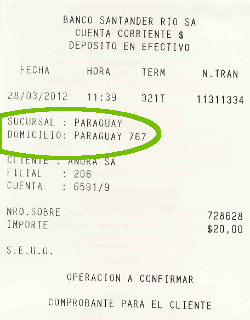 BANCO SANTANDER RIO SA
CUENTA CORRIENTE $
DEPOSITO EN EFECTIVO
FECHA HORA TERM N.TRAN
28/03/2012 11:39 321T 11311334
SUCURSAL : PARAGUAY
DOMICILIO: PARAGUAY 767
CLIENTE : ANURA SA
FILIAL : 206
CUENTA : 6591/9
NRO.SOBRE 728628
IMPORTE $20,00
S.E.U.O.
OPERACION A CONFIRMAR
COMPROBANTE PARA EL CLIENTE